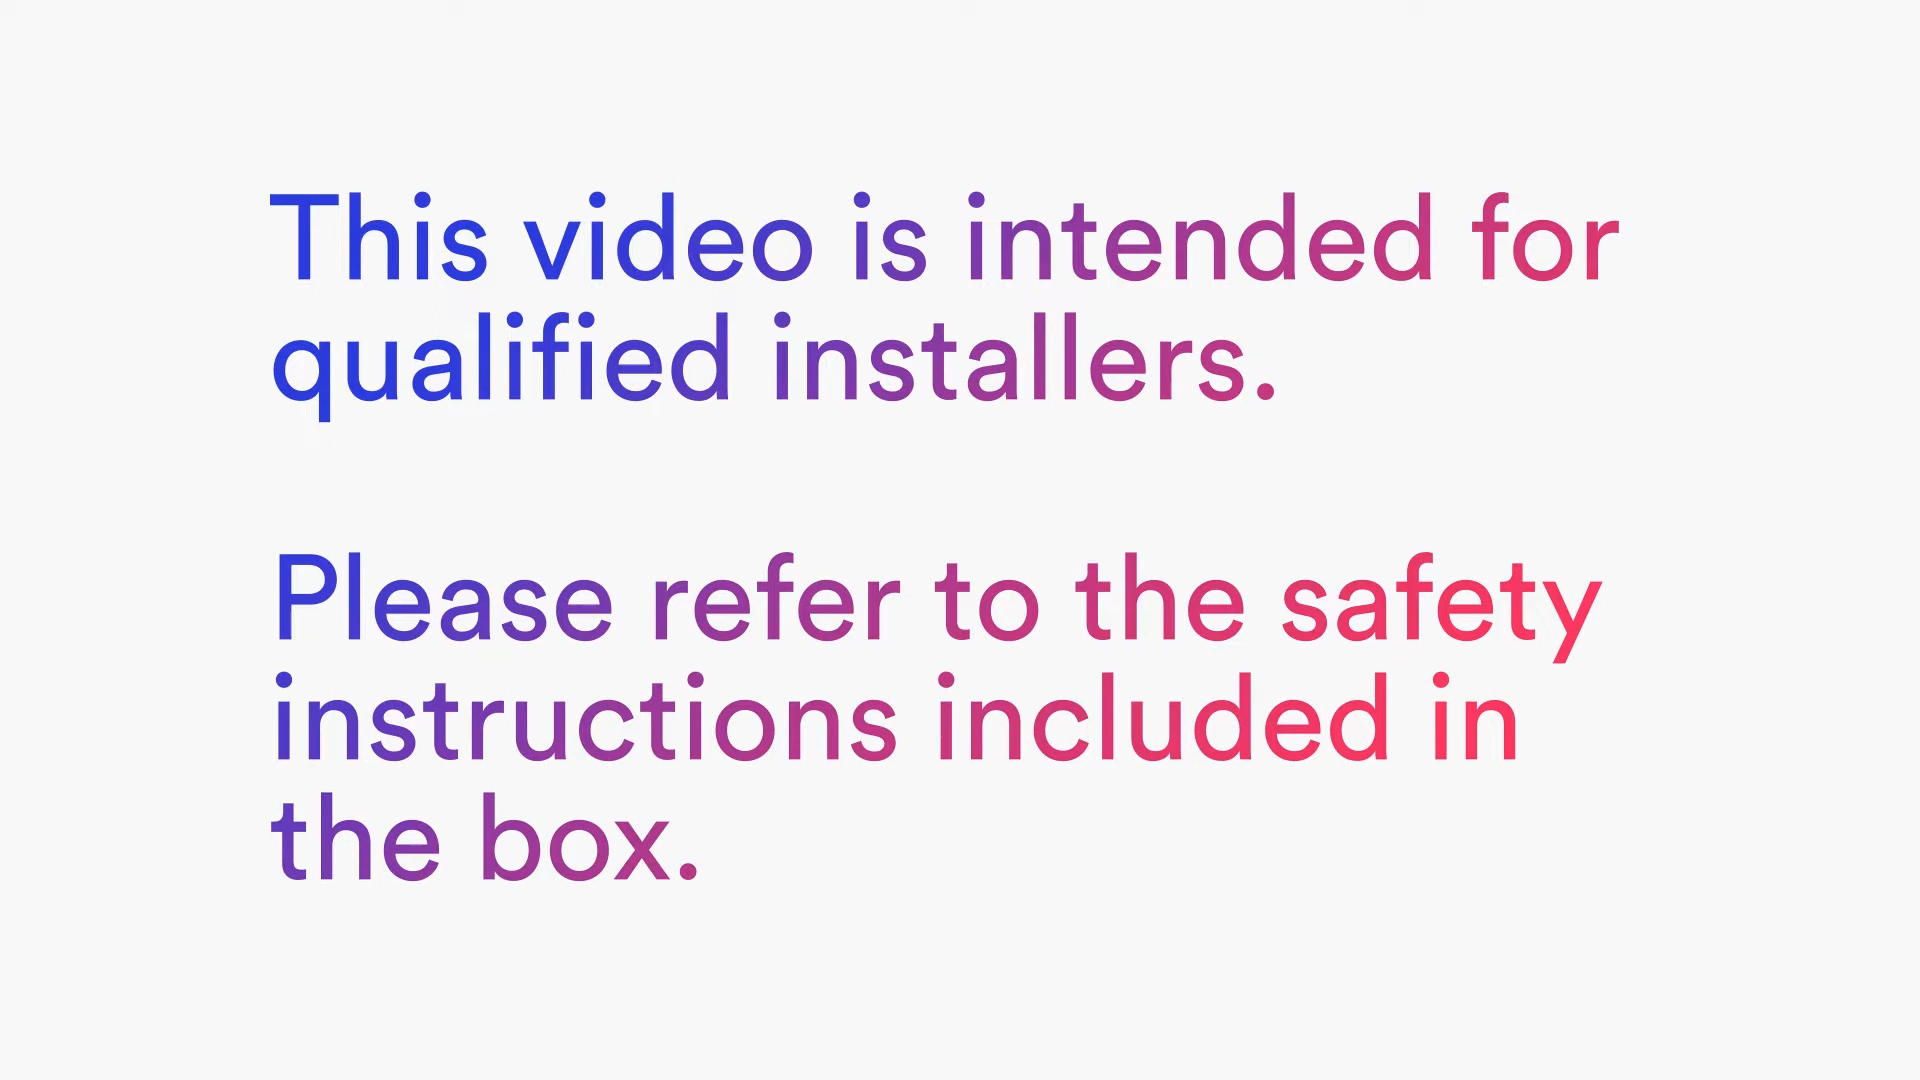 This video is intended for
qualified installers.
Please refer to the safety
instructions included in
the box.